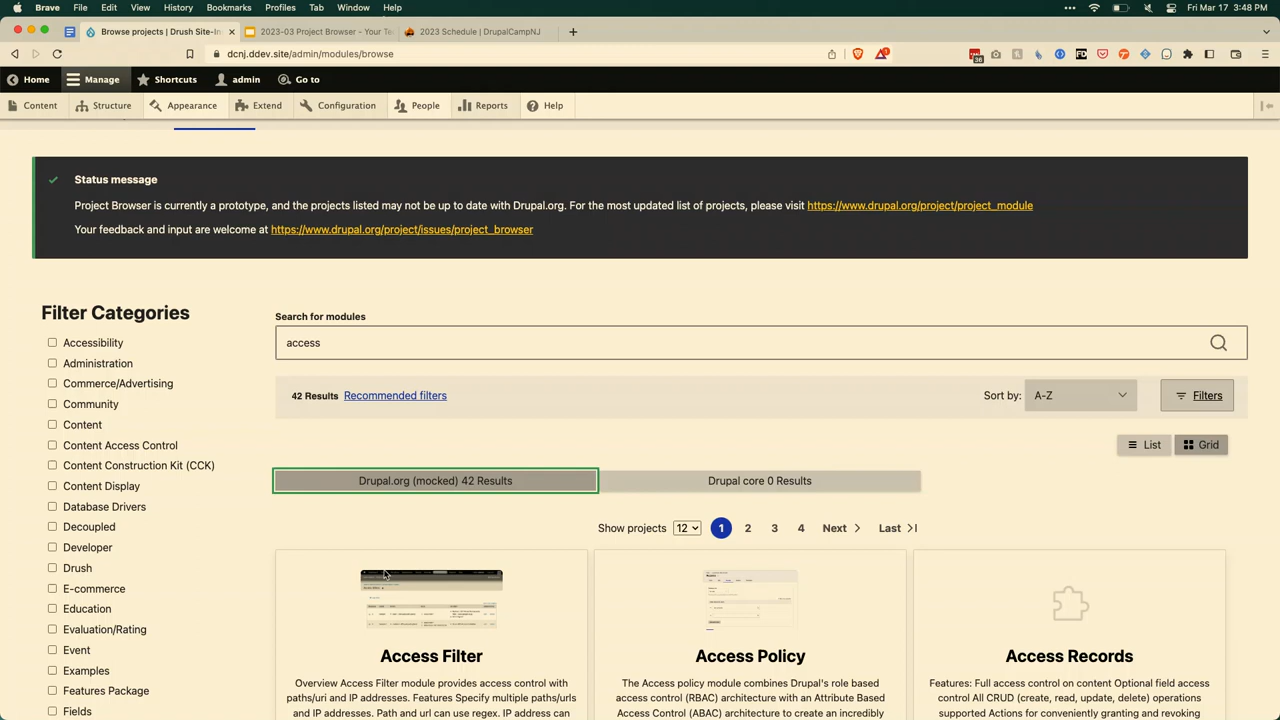 Brave File Edit View History Bookmarks Profiles Tab Window Help
Fri Mar 17 3:48 PM
Browse projects | Drush Site-In
2023-03 Project Browser - Your Te
2023 Schedule | DrupalCampNJ
dcnj.ddev.site/admin/modules/browse
Home Manage Shortcuts admin Go to
Content Structure Appearance Extend Configuration People Reports Help
Status message
Project Browser is currently a prototype, and the projects listed may not be up to date with Drupal.org. For the most updated list of projects, please visit https://www.drupal.org/project/project_module
Your feedback and input are welcome at https://www.drupal.org/project/issues/project_browser
Filter Categories
Accessibility
Administration
Commerce/Advertising
Community
Content
Content Access Control
Content Construction Kit (CCK)
Content Display
Database Drivers
Decoupled
Developer
Drush
E-commerce
Education
Evaluation/Rating
Event
Examples
Features Package
Fields
Search for modules
access
42 Results Recommended filters
Sort by: A-Z Filters
List Grid
Drupal.org (mocked) 42 Results
Drupal core 0 Results
Show projects 12 1 2 3 4 Next Last
Access Filter
Overview Access Filter module provides access control with
paths/uri and IP addresses. Features Specify multiple paths/urls
and IP addresses. Path and url can use regex. IP address can
Access Policy
The Access policy module combines Drupal's role based
access control (RBAC) architecture with an Attribute Based
Access Control (ABAC) architecture to create an incredibly
Access Records
Features: Full access control on content Optional field access
control All CRUD (create, read, update, delete) operations
supported Actions for conveniently granting and revoking